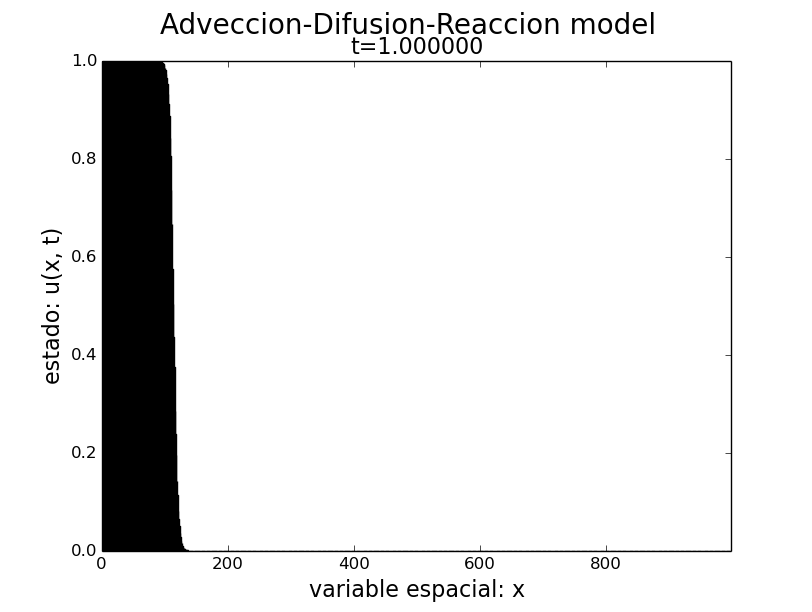 Adveccion-Difusion-Reaccion model
t=1.000000
1.0
0.8
0.6
0.4
0.2
0.0
estado: u(x, t)
0 200 400 600 800
variable espacial: x